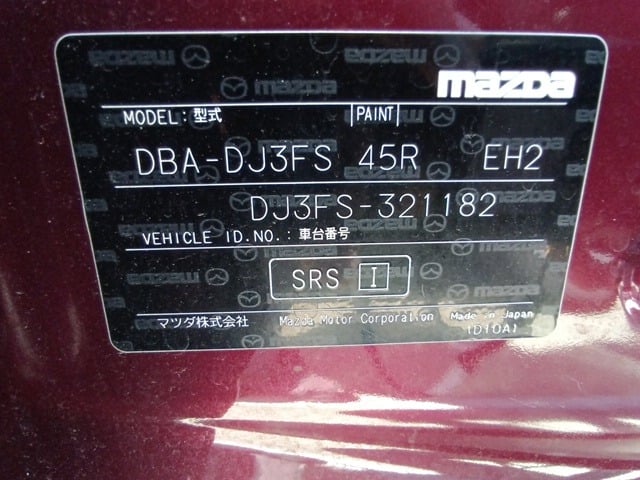 mazda
MODEL: 型式 PAINT
DBA-DJ3FS 45R EH2
DJ3FS-321182
VEHICLE ID.NO.: 車台番号
SRS I
マツダ株式会社 Mazda Motor Corporation Made in Japan
(D10A)